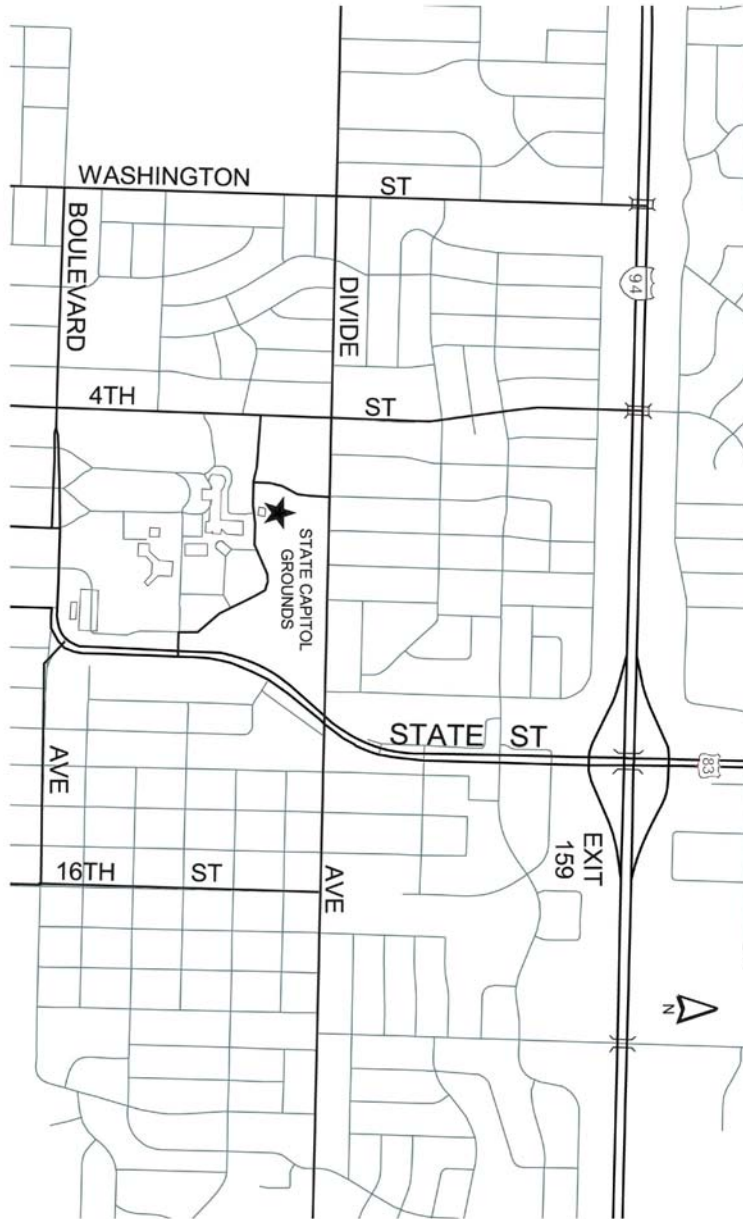 WASHINGTON ST
BOULEVARD
DIVIDE
94
4TH ST
STATE CAPITOL
GROUNDS
STATE ST
83
AVE
EXIT
159
16TH ST
AVE
N